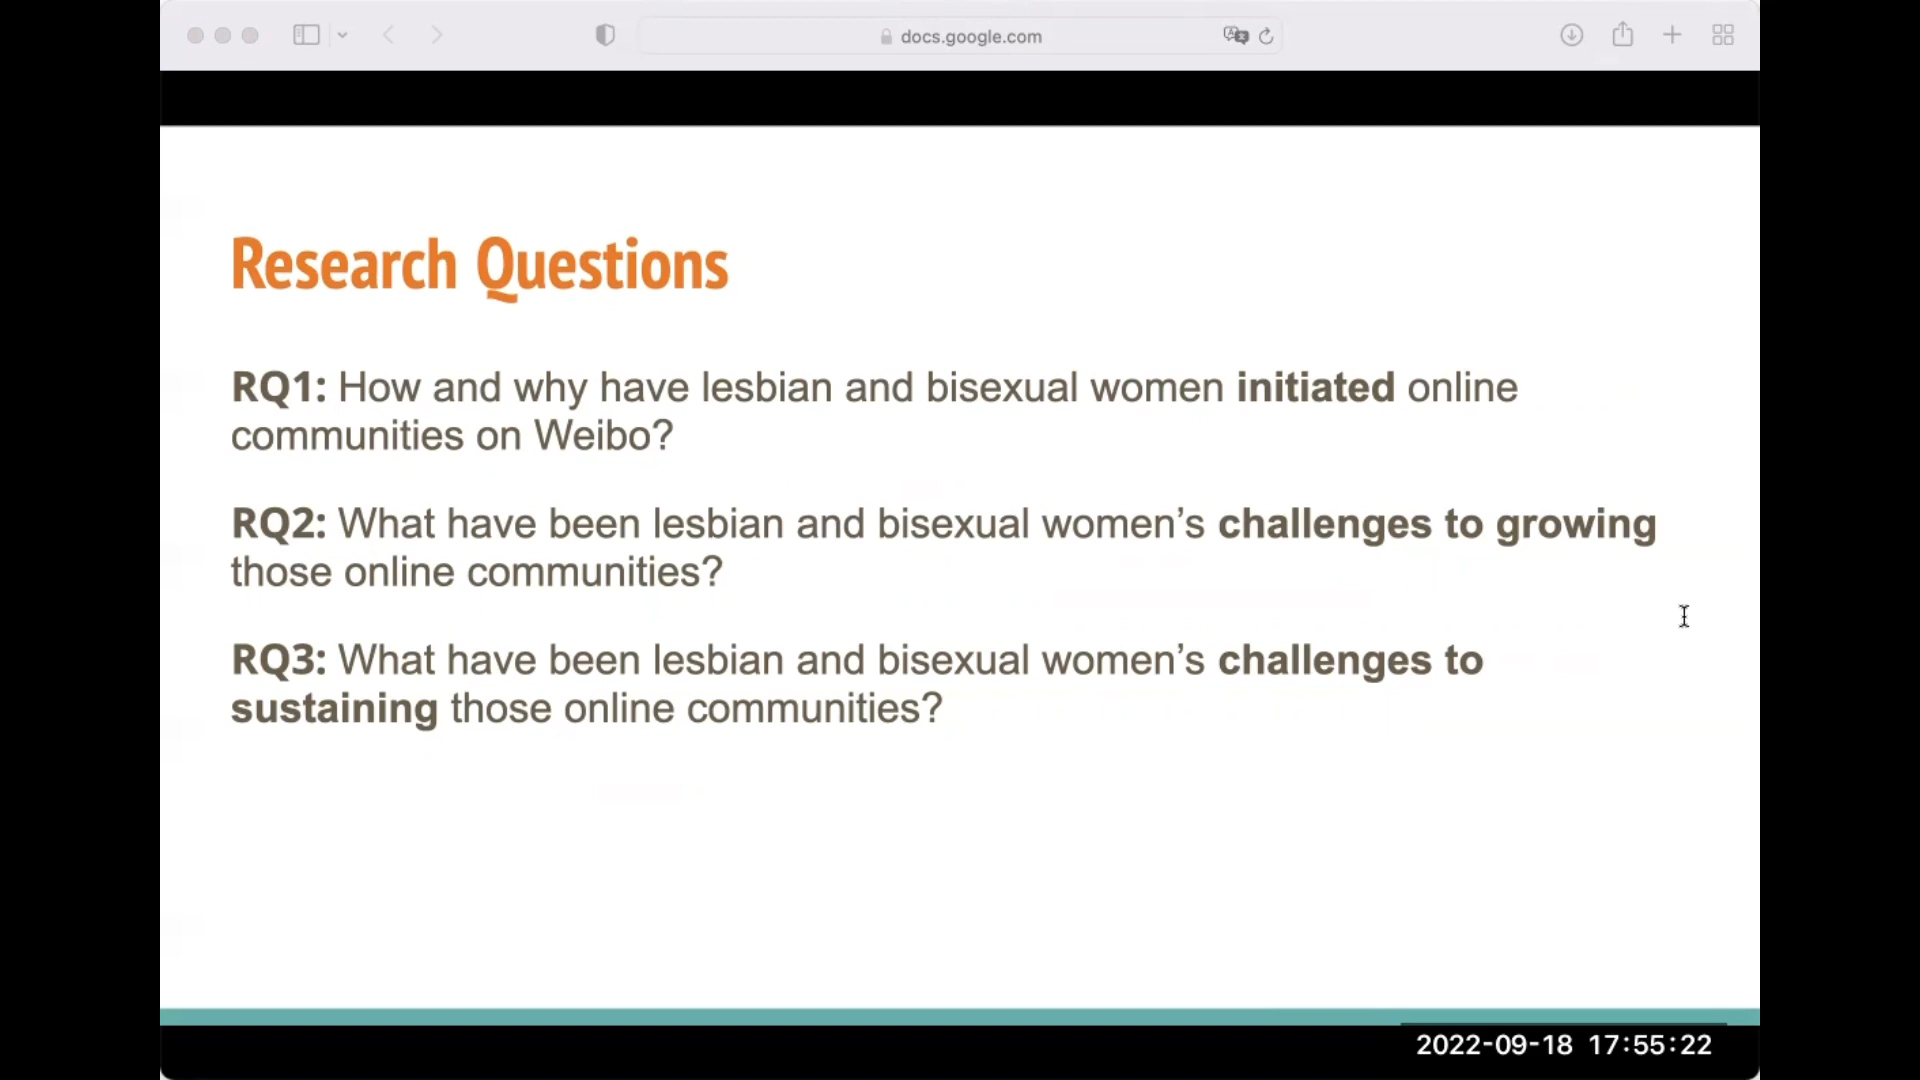 docs.google.com
Research Questions
RQ1: How and why have lesbian and bisexual women initiated online
communities on Weibo?
RQ2: What have been lesbian and bisexual women’s challenges to growing
those online communities?
RQ3: What have been lesbian and bisexual women’s challenges to
sustaining those online communities?
2022-09-18 17:55:22